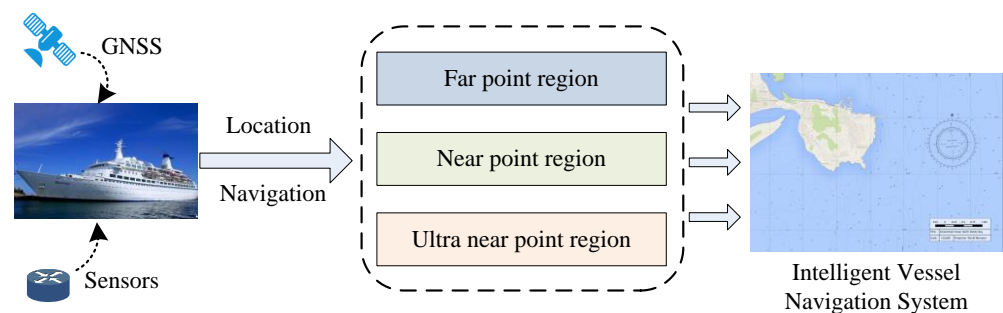 GNSS
Sensors
Location
Navigation
Far point region
Near point region
Ultra near point region
Intelligent Vessel
Navigation System